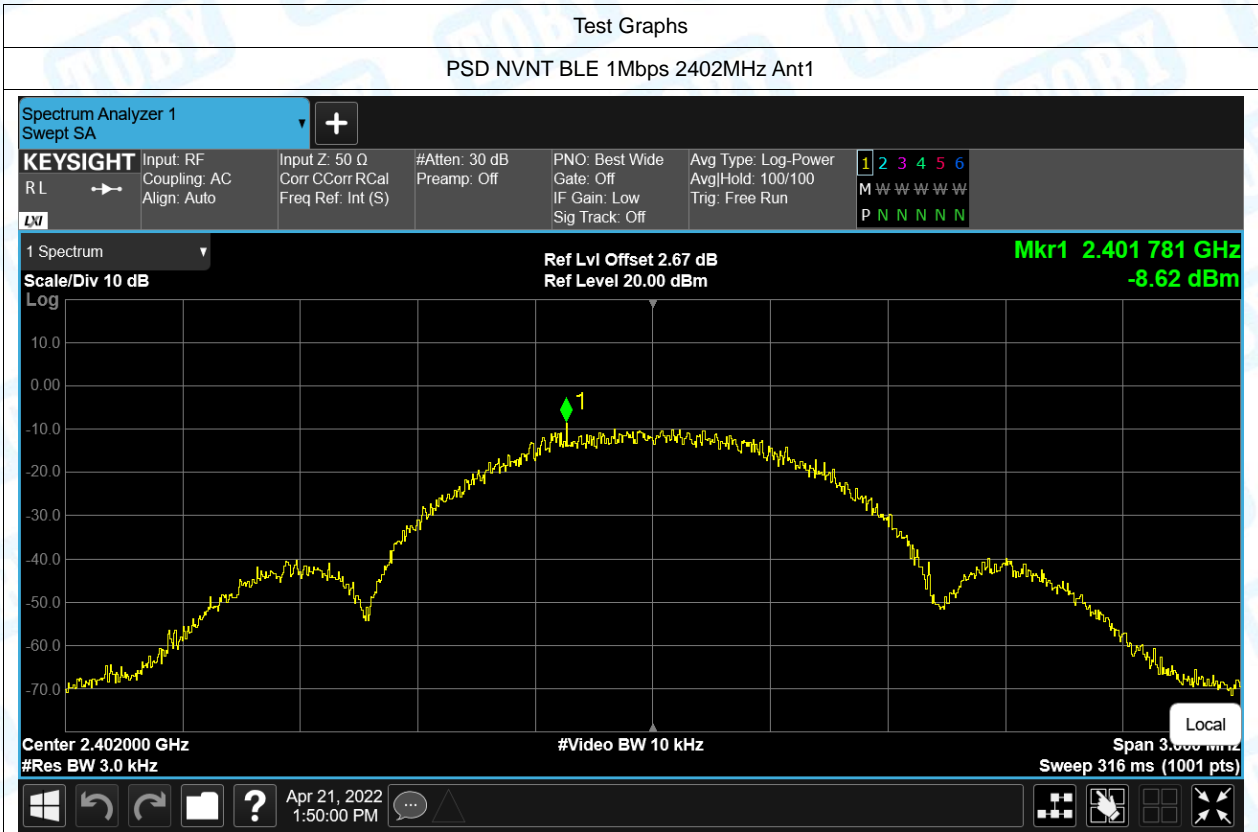 Test Graphs
PSD NVNT BLE 1Mbps 2402MHz Ant1
Spectrum Analyzer 1
Swept SA
KEYSIGHT
R L
LXI
Input: RF
Coupling: AC
Align: Auto
Input Z: 50 Ω
Corr CCorr RCal
Freq Ref: Int (S)
#Atten: 30 dB
Preamp: Off
PNO: Best Wide
Gate: Off
IF Gain: Low
Sig Track: Off
Avg Type: Log-Power
Avg|Hold: 100/100
Trig: Free Run
1 2 3 4 5 6
M W W W W W
P N N N N N
1 Spectrum
Scale/Div 10 dB
Ref Lvl Offset 2.67 dB
Ref Level 20.00 dBm
Mkr1 2.401 781 GHz
-8.62 dBm
Log
10.0
0.00
-10.0
-20.0
-30.0
-40.0
-50.0
-60.0
-70.0
1
Local
Center 2.402000 GHz
#Video BW 10 kHz
Span
#Res BW 3.0 kHz
Sweep 316 ms (1001 pts)
?
Apr 21, 2022
1:50:00 PM
TOBY
TOBY
TOBY
TOBY